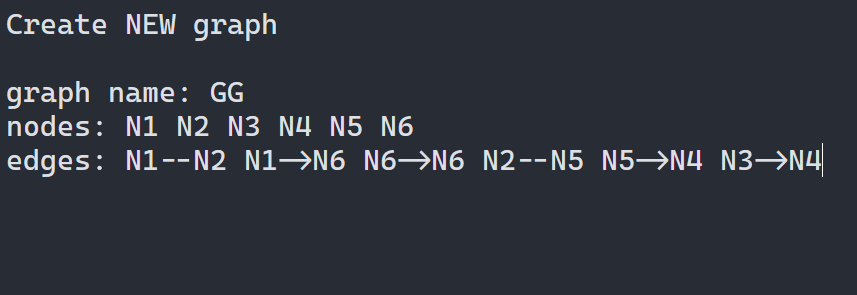 Create NEW graph
graph name: GG
nodes: N1 N2 N3 N4 N5 N6
edges: N1--N2 N1->N6 N6->N6 N2--N5 N5->N4 N3->N4